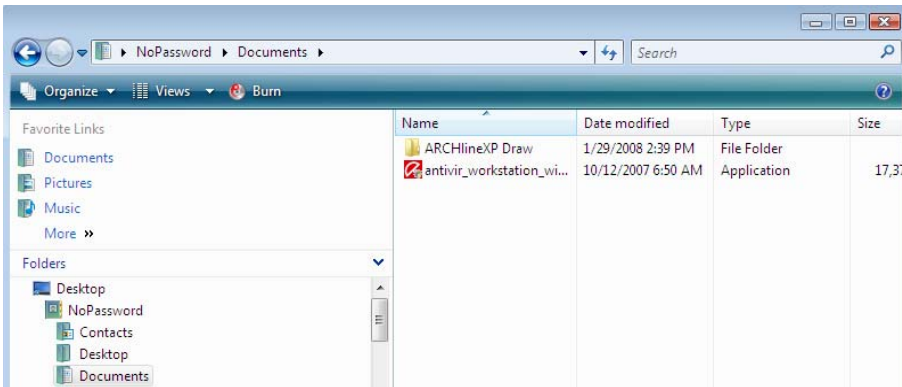 NoPassword Documents Search
Organize Views Burn
Favorite Links
Documents
Pictures
Music
More »
Folders
Desktop
NoPassword
Contacts
Desktop
Documents
Name Date modified Type Size
ARCHlineXP Draw 1/29/2008 2:39 PM File Folder
antivir_workstation_wi... 10/12/2007 6:50 AM Application 17,37